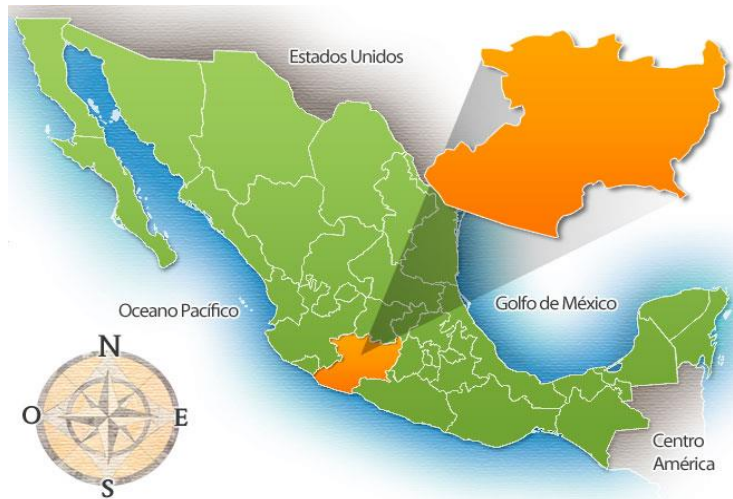 Estados Unidos
Oceano Pacífico
Golfo de México
N
O
E
S
Centro
América